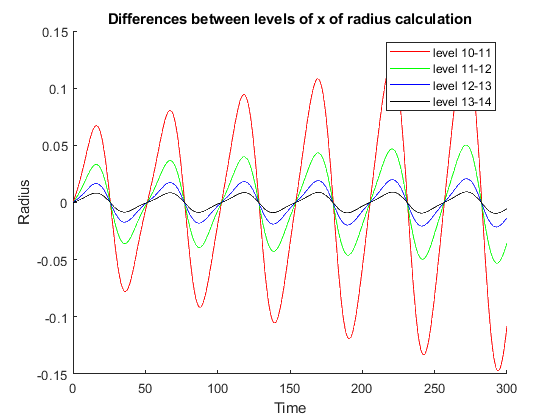 Differences between levels of x of radius calculation
0.15
0.1
0.05
0
-0.05
-0.1
-0.15
Radius
level 10-11
level 11-12
level 12-13
level 13-14
0 50 100 150 200 250 300
Time